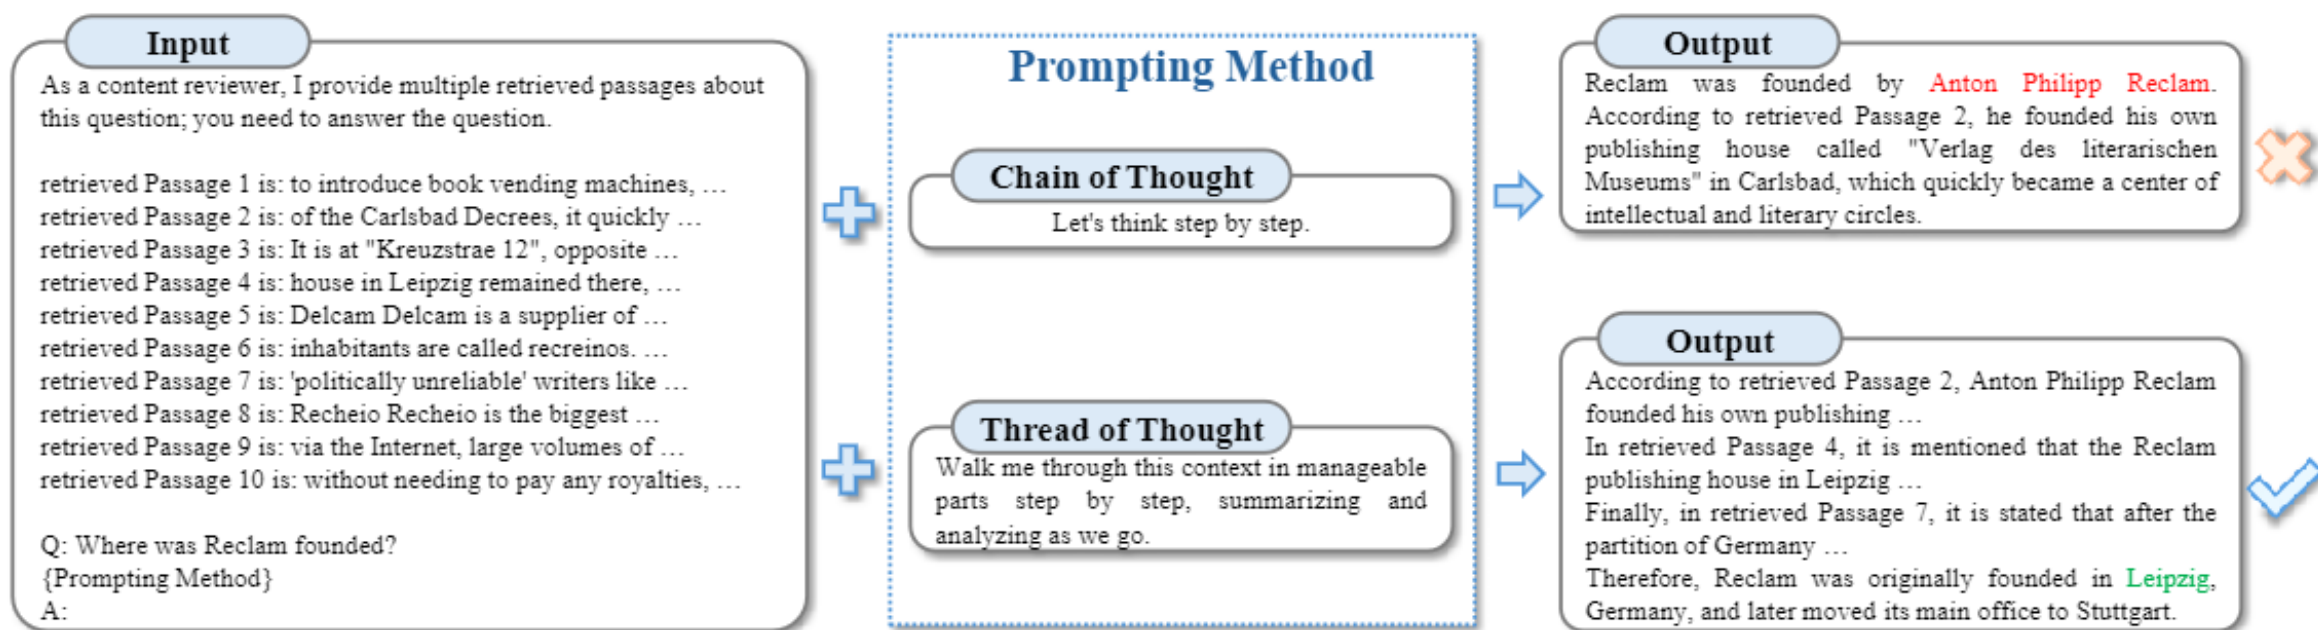 Input
As a content reviewer, I provide multiple retrieved passages about
this question; you need to answer the question.
retrieved Passage 1 is: to introduce book vending machines, …
retrieved Passage 2 is: of the Carlsbad Decrees, it quickly …
retrieved Passage 3 is: It is at "Kreuzstrae 12", opposite …
retrieved Passage 4 is: house in Leipzig remained there, …
retrieved Passage 5 is: Delcam Delcam is a supplier of …
retrieved Passage 6 is: inhabitants are called recreinos. …
retrieved Passage 7 is: 'politically unreliable' writers like …
retrieved Passage 8 is: Recheio Recheio is the biggest …
retrieved Passage 9 is: via the Internet, large volumes of …
retrieved Passage 10 is: without needing to pay any royalties, …
Q: Where was Reclam founded?
{Prompting Method}
A:
Prompting Method
Chain of Thought
Let's think step by step.
Thread of Thought
Walk me through this context in manageable
parts step by step, summarizing and
analyzing as we go.
Output
Reclam was founded by Anton Philipp Reclam.
According to retrieved Passage 2, he founded his own
publishing house called "Verlag des literarischen
Museums" in Carlsbad, which quickly became a center of
intellectual and literary circles.
Output
According to retrieved Passage 2, Anton Philipp Reclam
founded his own publishing …
In retrieved Passage 4, it is mentioned that the Reclam
publishing house in Leipzig …
Finally, in retrieved Passage 7, it is stated that after the
partition of Germany …
Therefore, Reclam was originally founded in Leipzig,
Germany, and later moved its main office to Stuttgart.